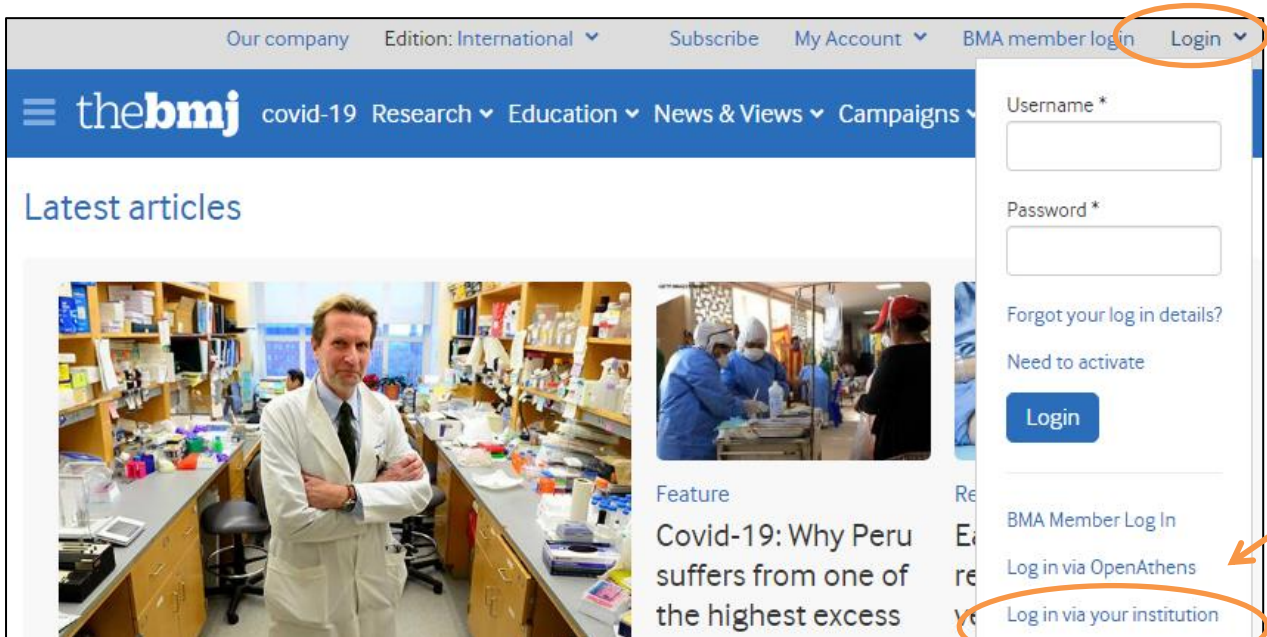 Our company Edition: International Subscribe My Account BMA member login Login
thebmj covid-19 Research Education News & Views Campaigns
Username *
Password *
Forgot your log in details?
Need to activate
Login
BMA Member Log In
Log in via OpenAthens
Log in via your institution
Latest articles
Feature
Covid-19: Why Peru
suffers from one of
the highest excess